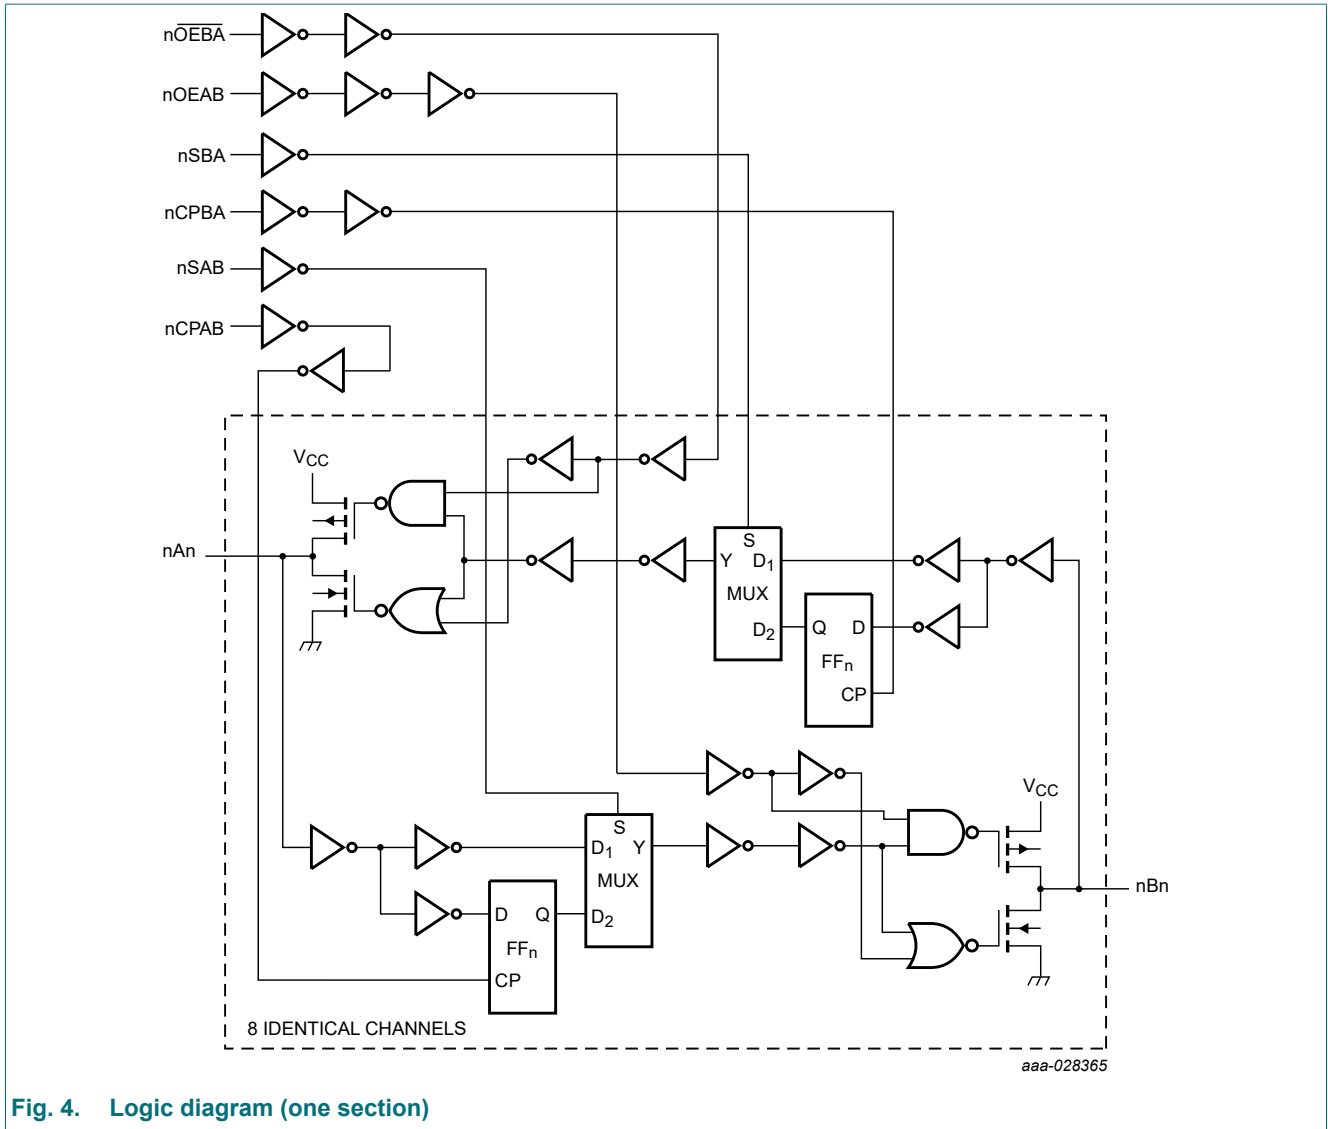 nO̅E̅B̅A̅
nOEAB
nSBA
nCPBA
nSAB
nCPAB
VCC
nAn
S
Y D1
MUX
D2
Q D
FFn
CP
VCC
S
D1 Y
MUX
D2
D Q
FFn
CP
nBn
8 IDENTICAL CHANNELS
aaa-028365
Fig. 4. Logic diagram (one section)